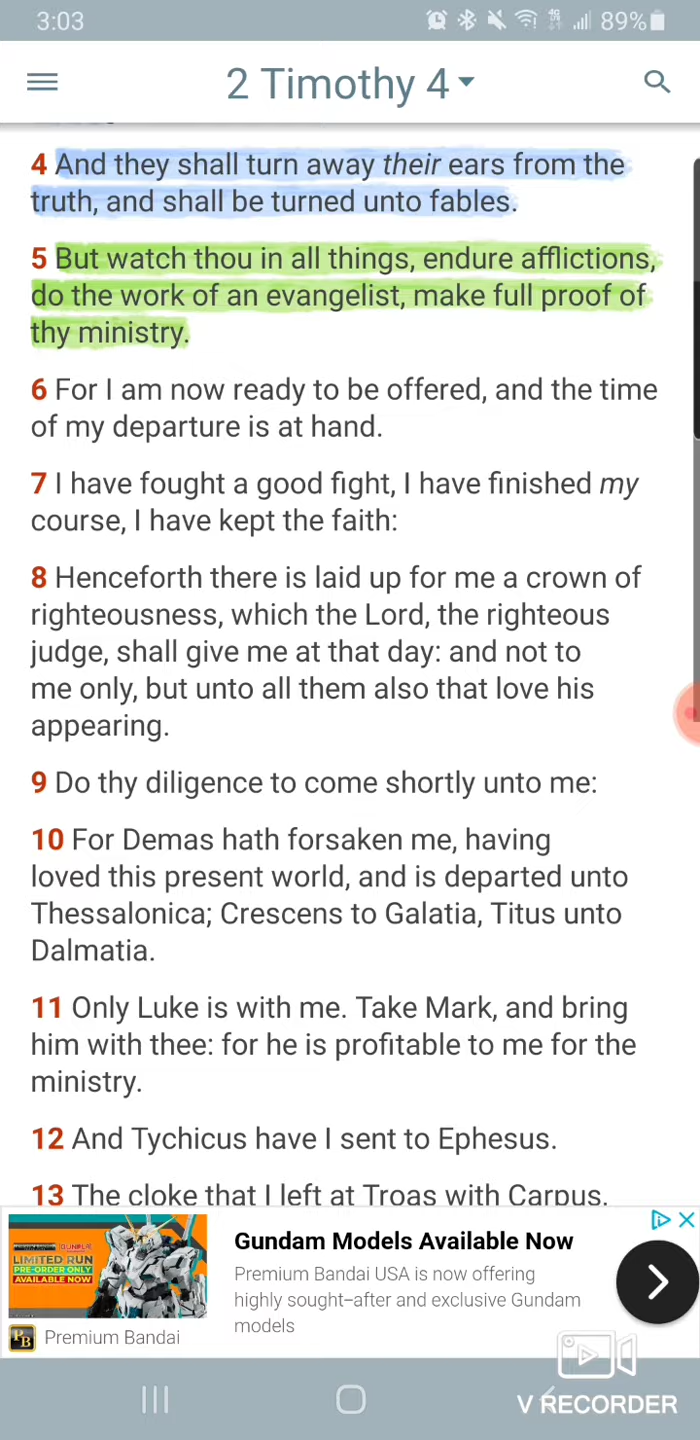 3:03
4G
89%
2 Timothy 4
4 And they shall turn away their ears from the
truth, and shall be turned unto fables.
5 But watch thou in all things, endure afflictions,
do the work of an evangelist, make full proof of
thy ministry.
6 For I am now ready to be offered, and the time
of my departure is at hand.
7 I have fought a good fight, I have finished my
course, I have kept the faith:
8 Henceforth there is laid up for me a crown of
righteousness, which the Lord, the righteous
judge, shall give me at that day: and not to
me only, but unto all them also that love his
appearing.
9 Do thy diligence to come shortly unto me:
10 For Demas hath forsaken me, having
loved this present world, and is departed unto
Thessalonica; Crescens to Galatia, Titus unto
Dalmatia.
11 Only Luke is with me. Take Mark, and bring
him with thee: for he is profitable to me for the
ministry.
12 And Tychicus have I sent to Ephesus.
13 The cloke that I left at Troas with Carpus,
LIMITED RUN
PRE-ORDER ONLY
AVAILABLE NOW
Gundam Models Available Now
Premium Bandai USA is now offering
highly sought-after and exclusive Gundam
models
PB
Premium Bandai
V RECORDER